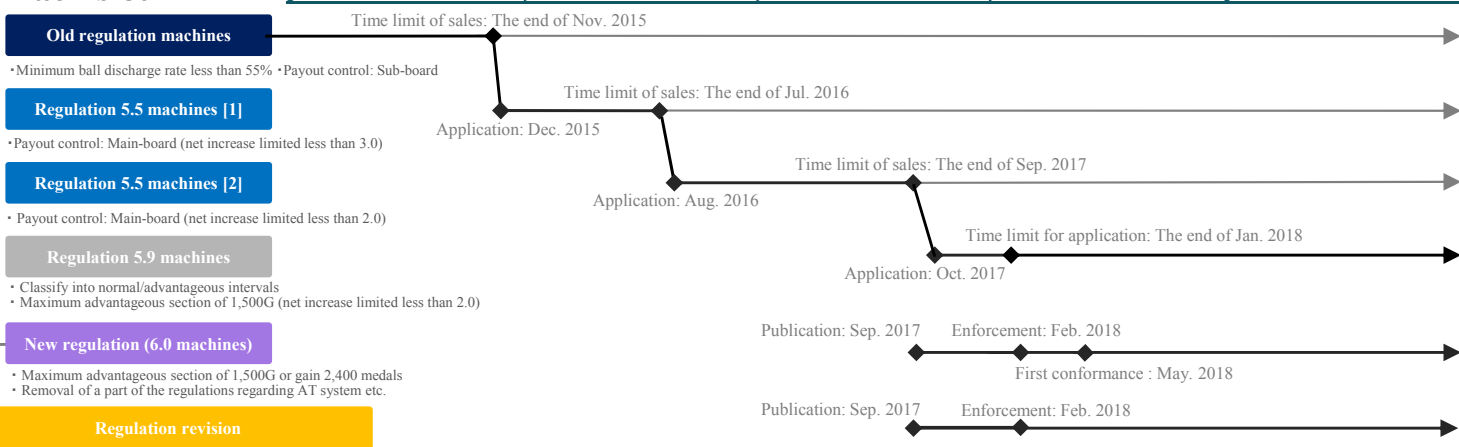 Time limit of sales: The end of Nov. 2015
Old regulation machines
・Minimum ball discharge rate less than 55% ・Payout control: Sub-board
Time limit of sales: The end of Jul. 2016
Regulation 5.5 machines [1]
Application: Dec. 2015
・Payout control: Main-board (net increase limited less than 3.0)
Time limit of sales: The end of Sep. 2017
Regulation 5.5 machines [2]
Application: Aug. 2016
・ Payout control: Main-board (net increase limited less than 2.0)
Time limit for application: The end of Jan. 2018
Regulation 5.9 machines
Application: Oct. 2017
・ Classify into normal/advantageous intervals
・ Maximum advantageous section of 1,500G (net increase limited less than 2.0)
Publication: Sep. 2017 Enforcement: Feb. 2018
New regulation (6.0 machines)
First conformance : May. 2018
・ Maximum advantageous section of 1,500G or gain 2,400 medals
・ Removal of a part of the regulations regarding AT system etc.
Publication: Sep. 2017 Enforcement: Feb. 2018
Regulation revision